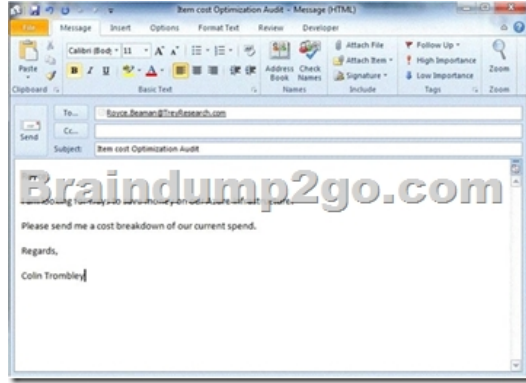 Item cost Optimization Audit - Message (HTML)
File Message Insert Options Format Text Review Developer
Calibri (Body) 11
Paste
B I U
Address Book
Check Names
Attach File
Attach Item
Signature
Follow Up
High Importance
Low Importance
Zoom
Clipboard Basic Text Names Include Tags Zoom
Send
To... Royce.Beaman@TreyResearch.com
Cc...
Subject: Item cost Optimization Audit
Braindump2go.com
Please send me a cost breakdown of our current spend.
Regards,
Colin Trombley